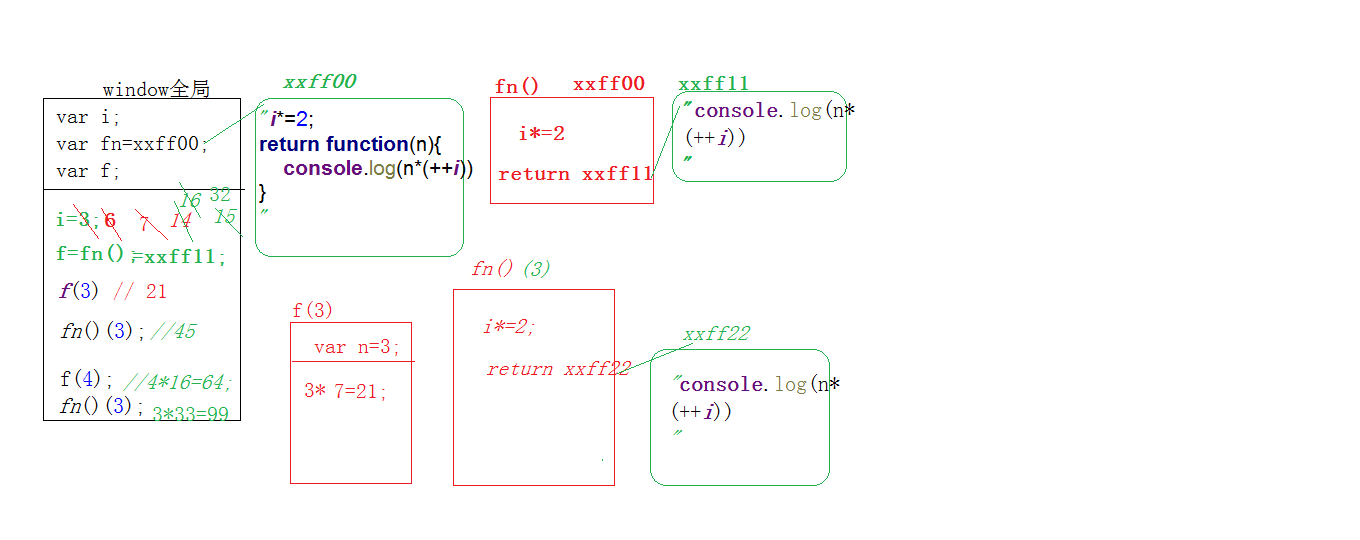 window全局
var i;
var fn=xxff00;
var f;
16 32
i=3; 6 7 14 15
f=fn();=xxff11;
f(3) // 21
fn()(3); //45
f(4); //4*16=64;
fn()(3); 3*33=99
xxff00
"i*=2;
return function(n){
console.log(n*(++i))
}
"
fn() xxff00
i*=2
return xxff11
xxff11
"console.log(n*
(++i))
"
f(3)
var n=3;
3* 7=21;
fn() (3)
i*=2;
return xxff22
xxff22
"console.log(n*
(++i))
"